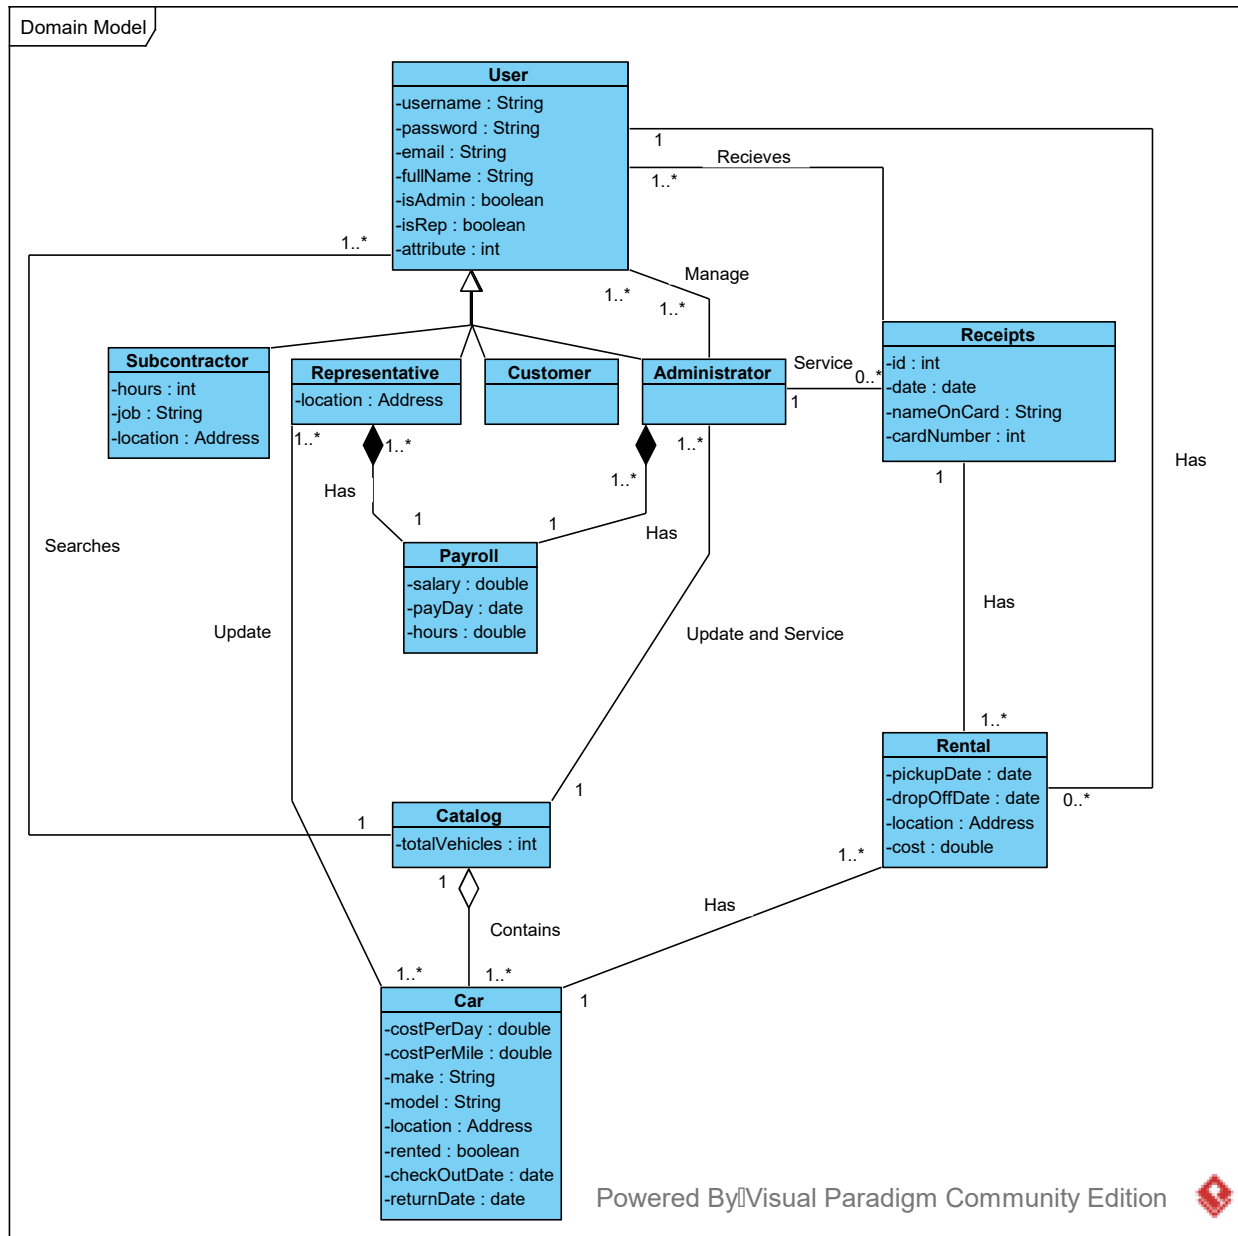 Domain Model
User
-username : String
-password : String
-email : String
-fullName : String
-isAdmin : boolean
-isRep : boolean
-attribute : int
1
Recieves
1..*
1..*
Manage
1..*
1..*
Subcontractor
-hours : int
-job : String
-location : Address
Representative
-location : Address
Customer
Administrator
Service
0..*
1
Receipts
-id : int
-date : date
-nameOnCard : String
-cardNumber : int
1..*
1..*
1..*
1..*
Has
1
1
Has
1
Has
Searches
Payroll
-salary : double
-payDay : date
-hours : double
Update
Update and Service
Has
1..*
Rental
-pickupDate : date
-dropOffDate : date
-location : Address
-cost : double
0..*
1
1
Catalog
-totalVehicles : int
1
1..*
Has
Contains
1..*
1..*
1
Car
-costPerDay : double
-costPerMile : double
-make : String
-model : String
-location : Address
-rented : boolean
-checkOutDate : date
-returnDate : date
Powered By▯Visual Paradigm Community Edition